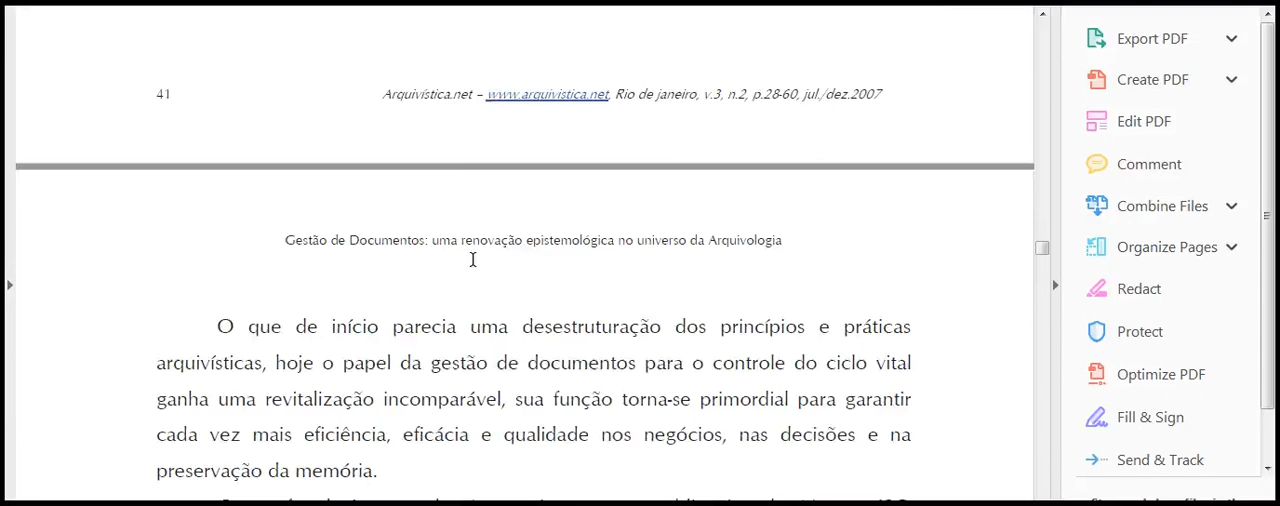 41 Arquivística.net – www.arquivistica.net, Rio de janeiro, v.3, n.2, p.28-60, jul./dez.2007
Gestão de Documentos: uma renovação epistemológica no universo da Arquivologia
O que de início parecia uma desestruturação dos princípios e práticas
arquivísticas, hoje o papel da gestão de documentos para o controle do ciclo vital
ganha uma revitalização incomparável, sua função torna-se primordial para garantir
cada vez mais eficiência, eficácia e qualidade nos negócios, nas decisões e na
preservação da memória.
Export PDF
Create PDF
Edit PDF
Comment
Combine Files
Organize Pages
Redact
Protect
Optimize PDF
Fill & Sign
Send & Track